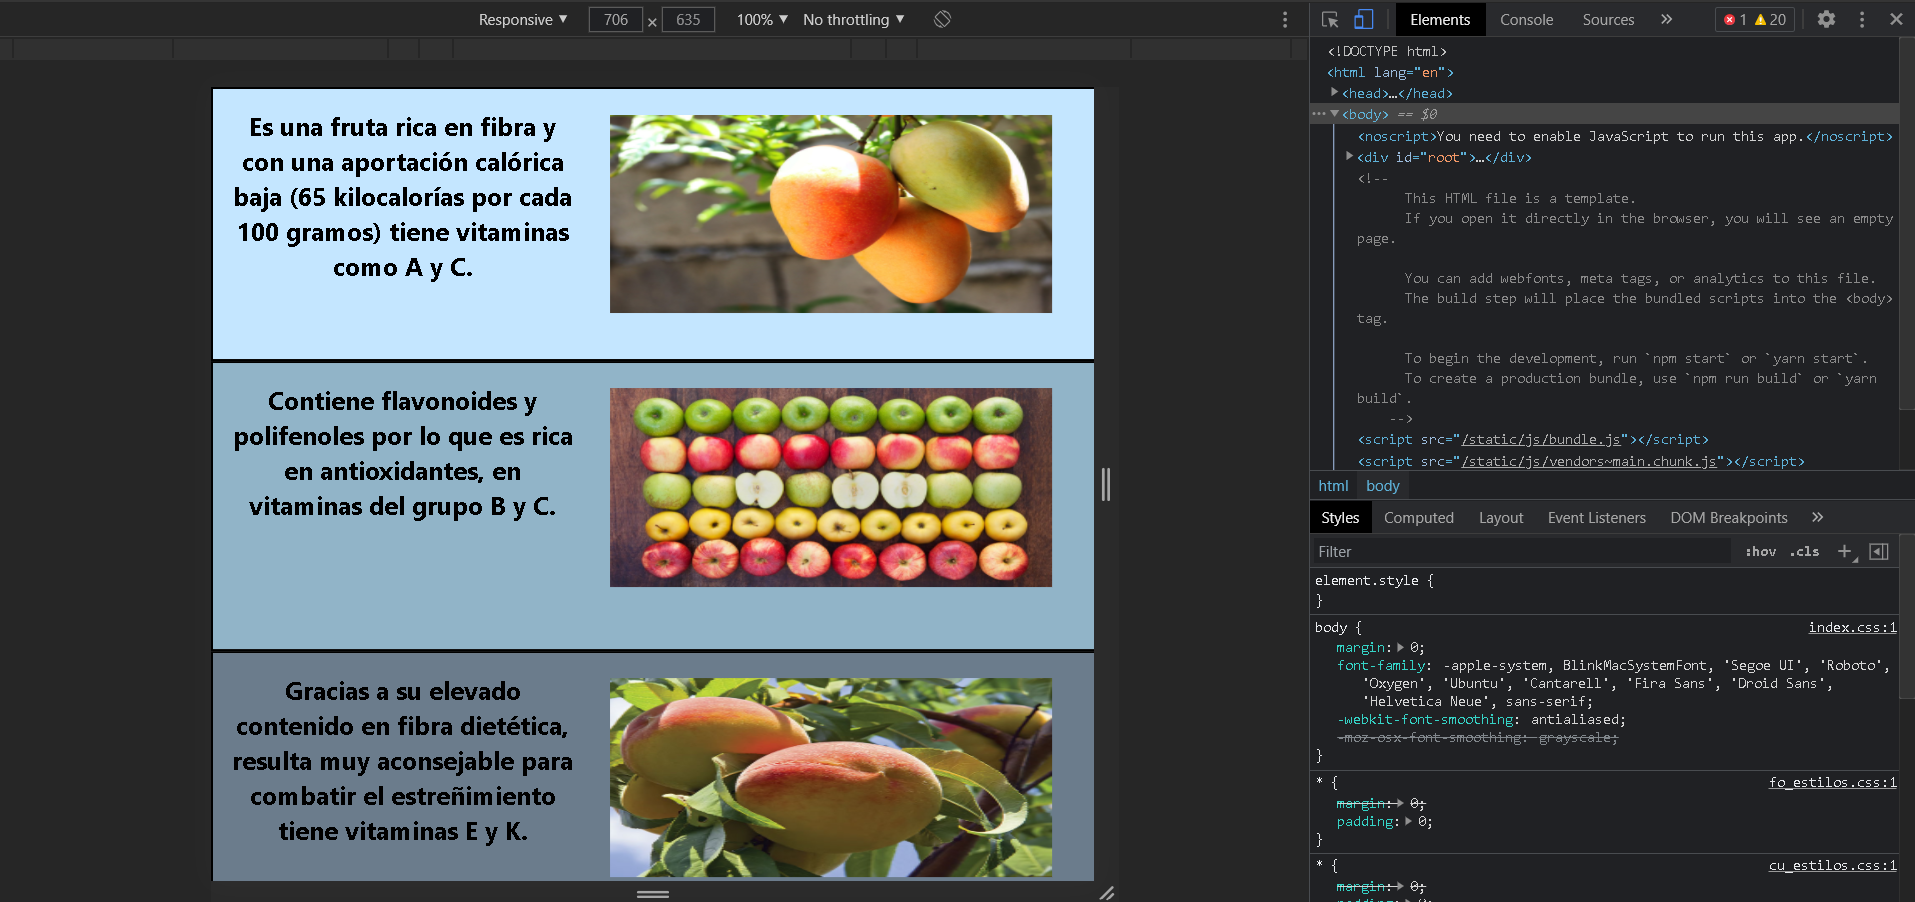 Responsive ▼ 706 × 635 100% ▼ No throttling ▼
Elements Console Sources » 1 20
Es una fruta rica en fibra y
con una aportación calórica
baja (65 kilocalorías por cada
100 gramos) tiene vitaminas
como A y C.
Contiene flavonoides y
polifenoles por lo que es rica
en antioxidantes, en
vitaminas del grupo B y C.
Gracias a su elevado
contenido en fibra dietética,
resulta muy aconsejable para
combatir el estreñimiento
tiene vitaminas E y K.
<!DOCTYPE html>
<html lang="en">
<head>…</head>
<body> == $0
<noscript>You need to enable JavaScript to run this app.</noscript>
<div id="root">…</div>
<!--
This HTML file is a template.
If you open it directly in the browser, you will see an empty
page.
You can add webfonts, meta tags, or analytics to this file.
The build step will place the bundled scripts into the <body>
tag.
To begin the development, run `npm start` or `yarn start`.
To create a production bundle, use `npm run build` or `yarn
build`.
-->
<script src="/static/js/bundle.js"></script>
<script src="/static/js/vendors~main.chunk.js"></script>
html body
Styles Computed Layout Event Listeners DOM Breakpoints »
Filter :hov .cls +
element.style {
}
body { index.css:1
margin: 0;
font-family: -apple-system, BlinkMacSystemFont, 'Segoe UI', 'Roboto',
'Oxygen', 'Ubuntu', 'Cantarell', 'Fira Sans', 'Droid Sans',
'Helvetica Neue', sans-serif;
-webkit-font-smoothing: antialiased;
-moz-osx-font-smoothing: grayscale;
}
* { fo_estilos.css:1
margin: 0;
padding: 0;
}
* { cu_estilos.css:1
margin: 0;
padding: 0;